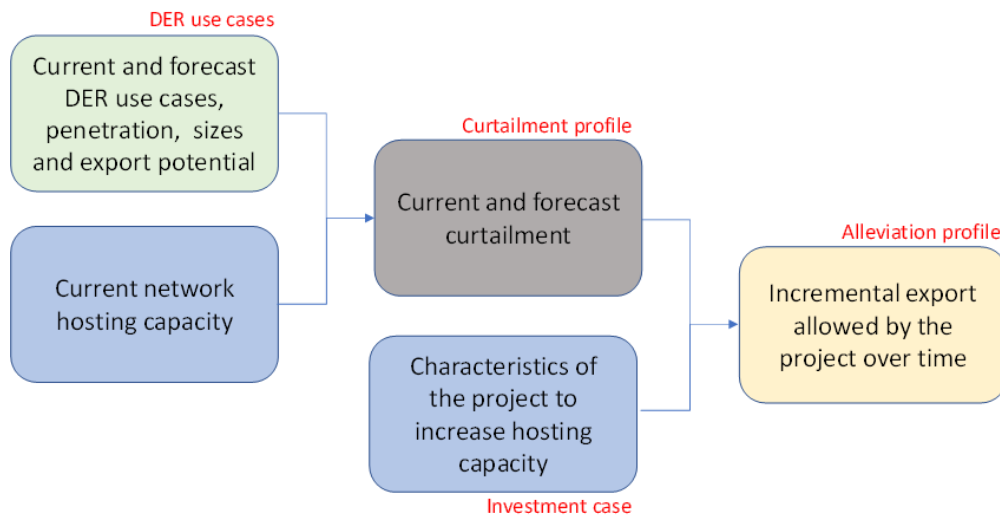 DER use cases
Current and forecast
DER use cases,
penetration, sizes
and export potential
Current network
hosting capacity
Curtailment profile
Current and forecast
curtailment
Characteristics of
the project to
increase hosting
capacity
Investment case
Alleviation profile
Incremental export
allowed by the
project over time